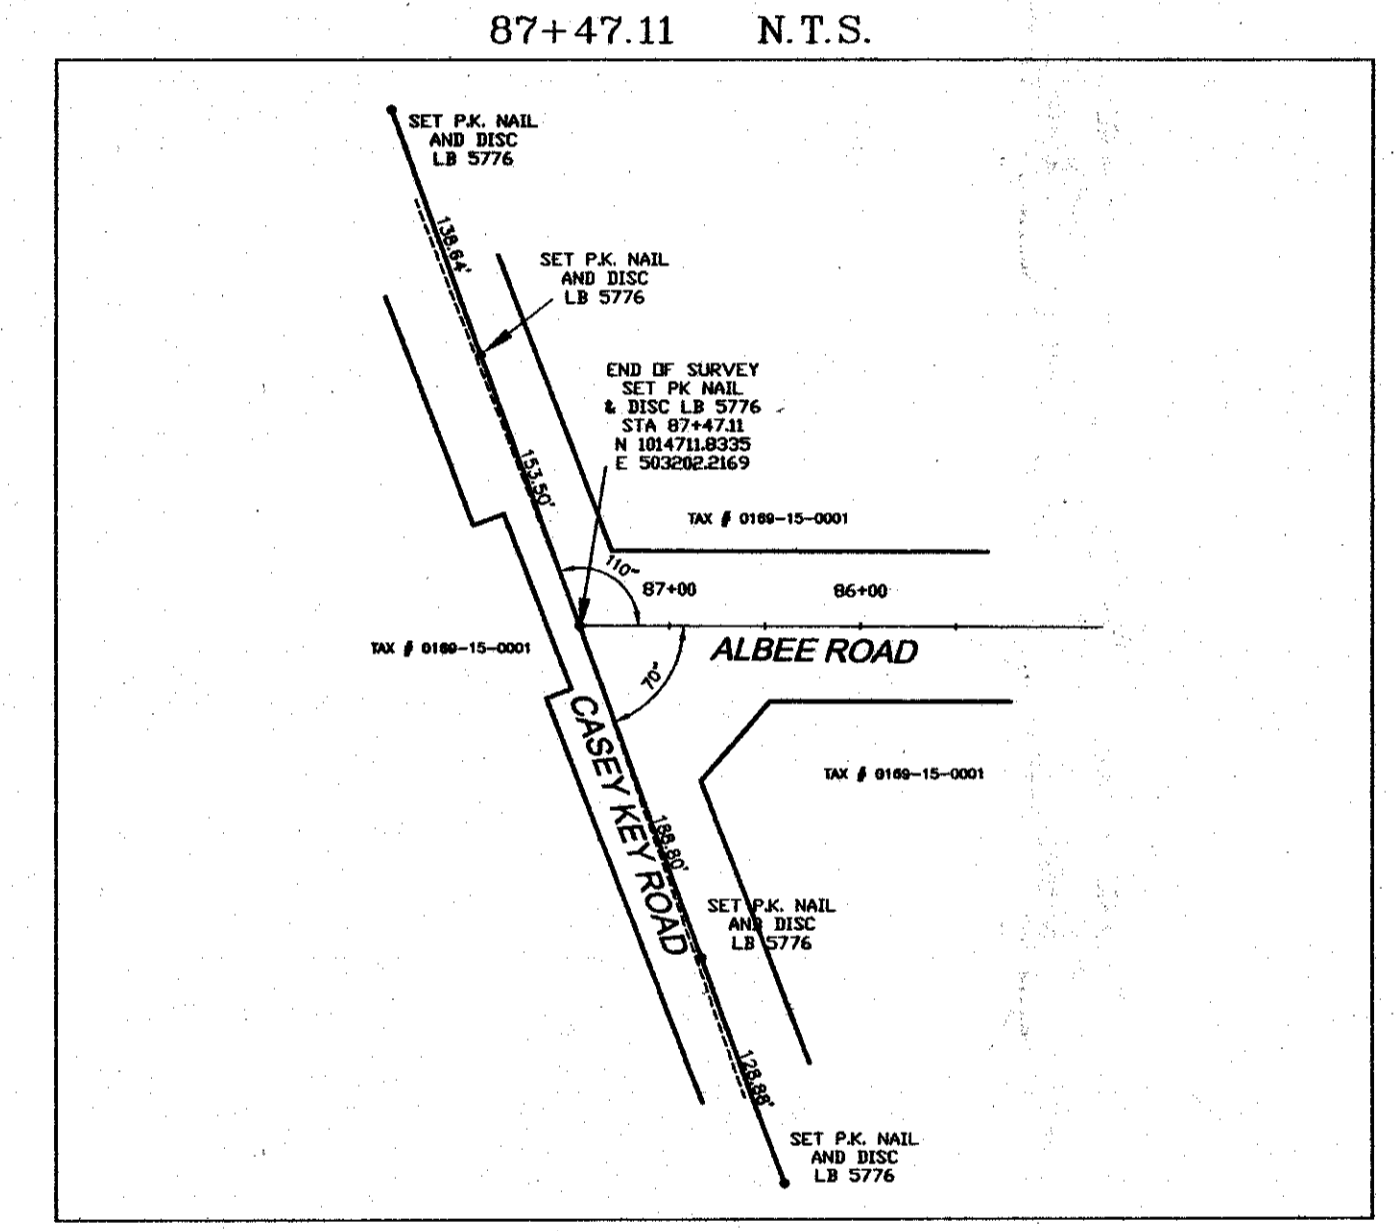 87+47.11 N.T.S.
SET P.K. NAIL
AND DISC
LB 5776
138.64'
SET P.K. NAIL
AND DISC
LB 5776
END OF SURVEY
SET PK NAIL
& DISC LB 5776
STA 87+47.11
N 1014711.8335
E 503202.2169
153.50'
TAX # 0169-15-0001
110°
87+00
86+00
TAX # 0169-15-0001
ALBEE ROAD
70°
CASEY KEY ROAD
TAX # 0169-15-0001
188.80'
SET P.K. NAIL
AND DISC
LB 5776
128.88'
SET P.K. NAIL
AND DISC
LB 5776